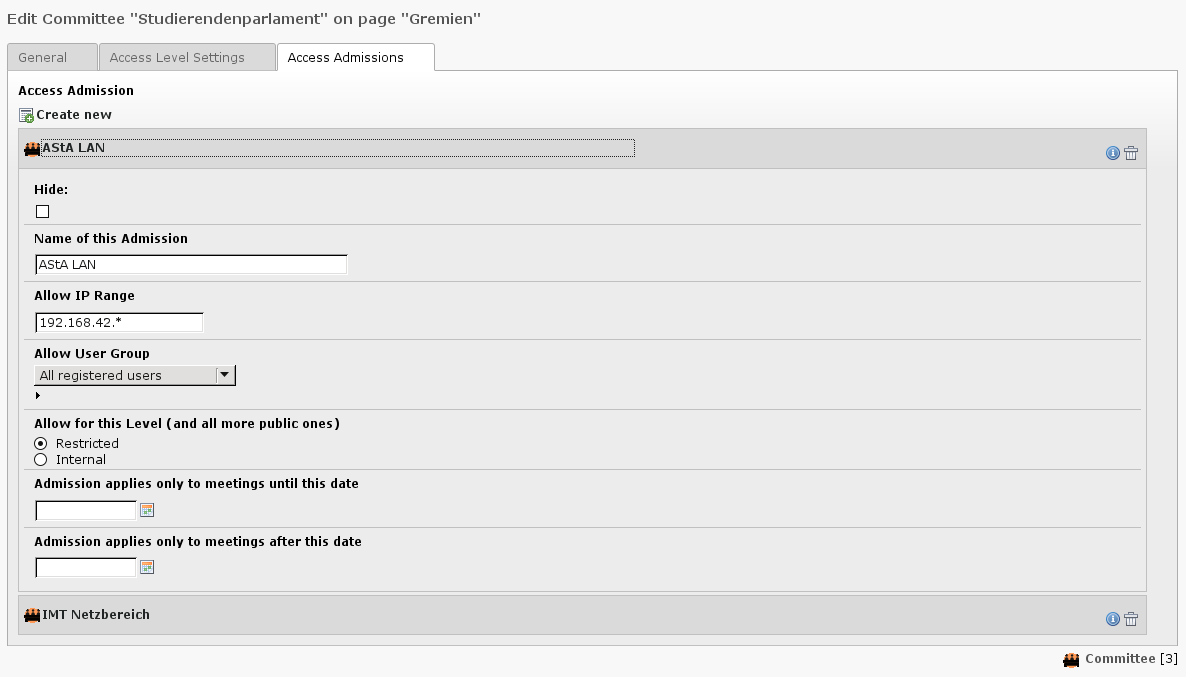 Edit Committee "Studierendenparlament" on page "Gremien"
General
Access Level Settings
Access Admissions
Access Admission
Create new
AStA LAN
Hide:
Name of this Admission
AStA LAN
Allow IP Range
192.168.42.*
Allow User Group
All registered users
Allow for this Level (and all more public ones)
Restricted
Internal
Admission applies only to meetings until this date
Admission applies only to meetings after this date
IMT Netzbereich
Committee [3]